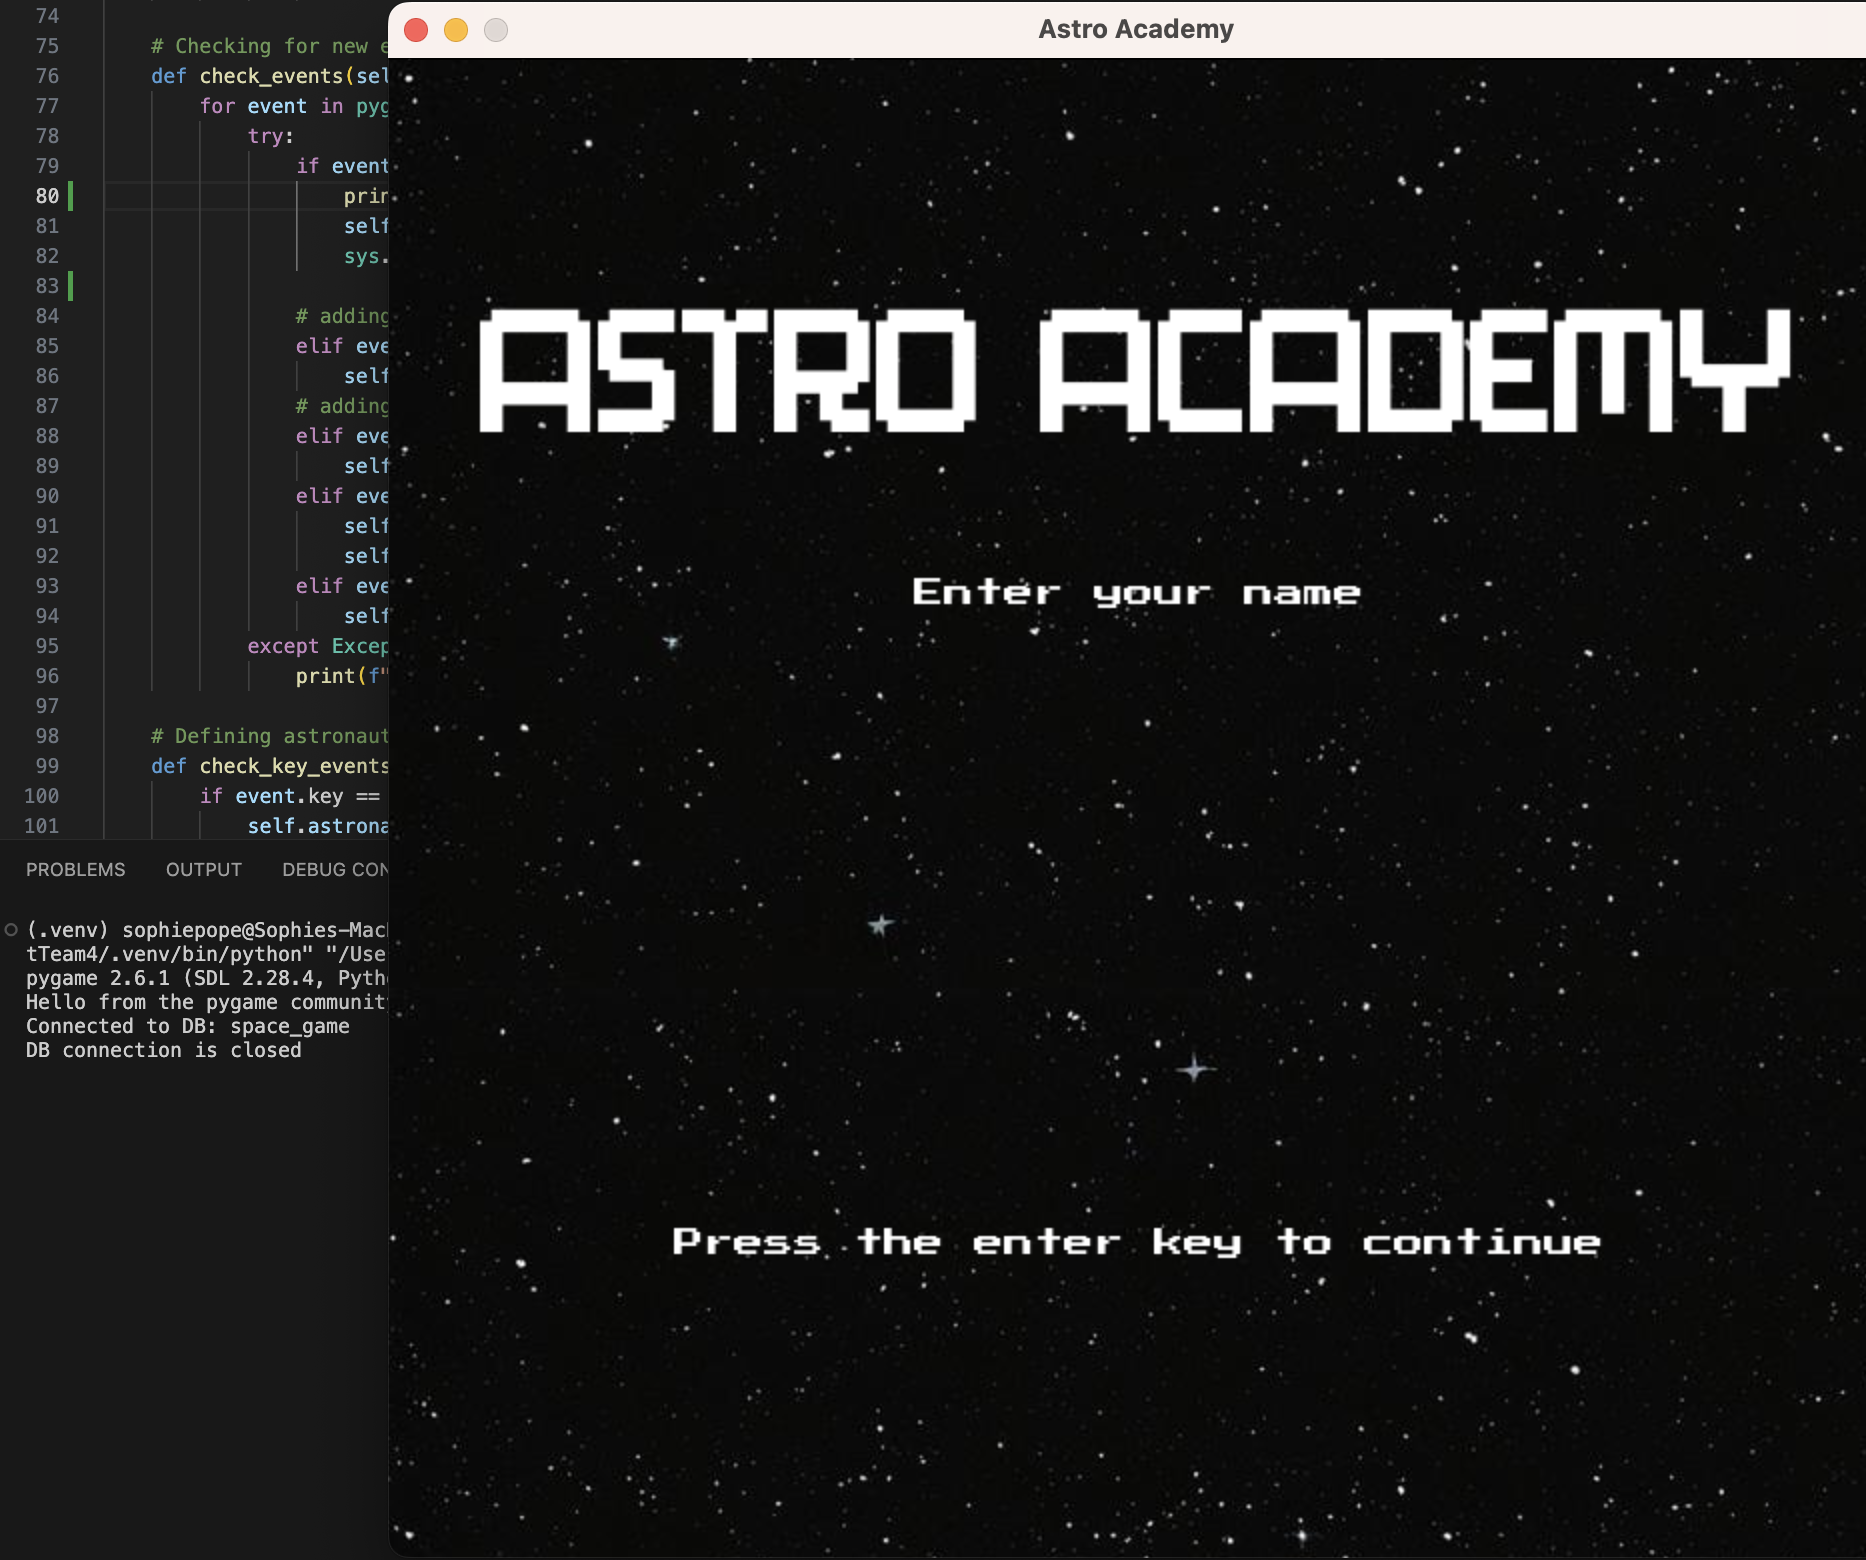 74
75 # Checking for new e
76 def check_events(sel
77 for event in pyg
78 try:
79 if event
80 prin
81 self
82 sys.
83
84 # adding
85 elif eve
86 self
87 # adding
88 elif eve
89 self
90 elif eve
91 self
92 self
93 elif eve
94 self
95 except Excep
96 print(f"
97
98 # Defining astronaut
99 def check_key_events
100 if event.key ==
101 self.astrona
PROBLEMS OUTPUT DEBUG CON
(.venv) sophiepope@Sophies-Mac
tTeam4/.venv/bin/python" "/Use
pygame 2.6.1 (SDL 2.28.4, Pyth
Hello from the pygame communit
Connected to DB: space_game
DB connection is closed
Astro Academy
ASTRO ACADEMY
Enter your name
Press the enter key to continue